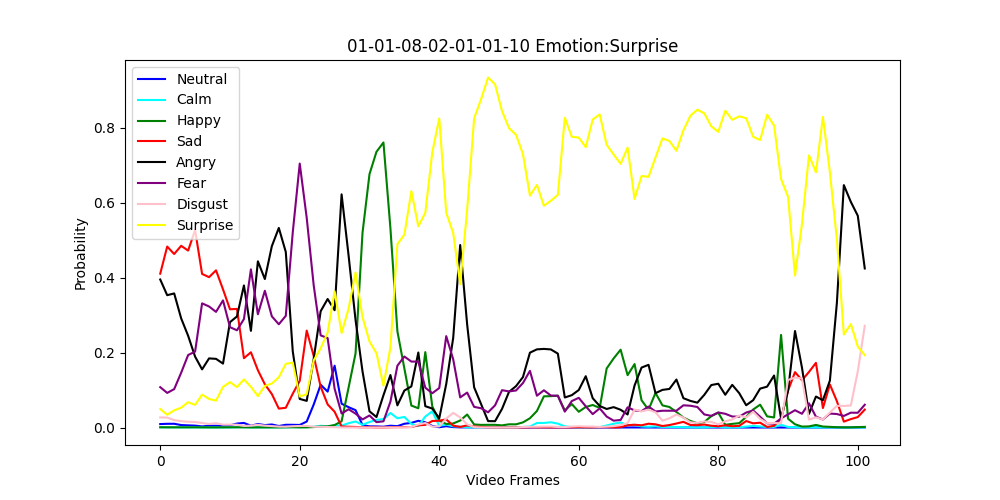 01-01-08-02-01-01-10 Emotion:Surprise
Neutral
Calm
Happy
Sad
Angry
Fear
Disgust
Surprise
Probability
0.8
0.6
0.4
0.2
0.0
0 20 40 60 80 100
Video Frames